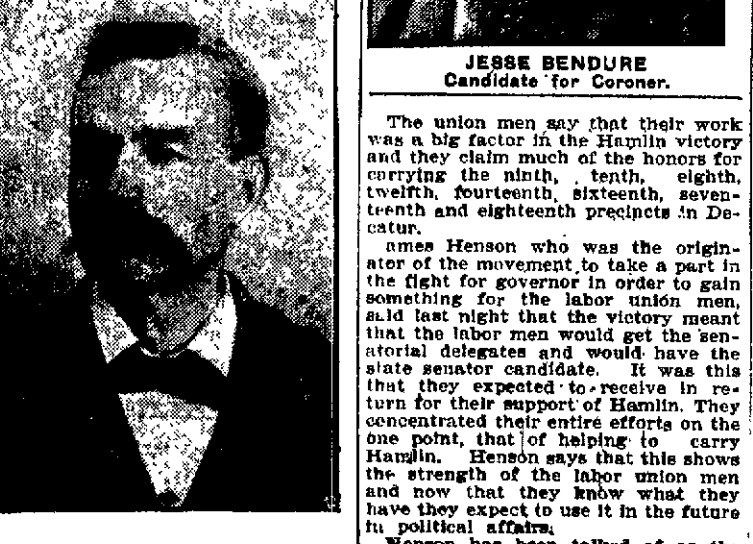 JESSE BENDURE
Candidate for Coroner.
The union men say that their work
was a big factor in the Hamlin victory
and they claim much of the honors for
carrying the ninth, tenth, eighth,
twelfth, fourteenth, sixteenth, seven-
teenth and eighteenth precincts in De-
catur.
ames Henson who was the origin-
ator of the movement to take a part in
the fight for governor in order to gain
something for the labor union men,
said last night that the victory meant
that the labor men would get the sen-
atorial delegates and would have the
state senator candidate. It was this
that they expected to receive in re-
turn for their support of Hamlin. They
concentrated their entire efforts on the
one point, that of helping to carry
Hamlin. Henson says that this shows
the strength of the labor union men
and now that they know what they
have they expect to use it in the future
in political affairs.
Henson has been talked of as the